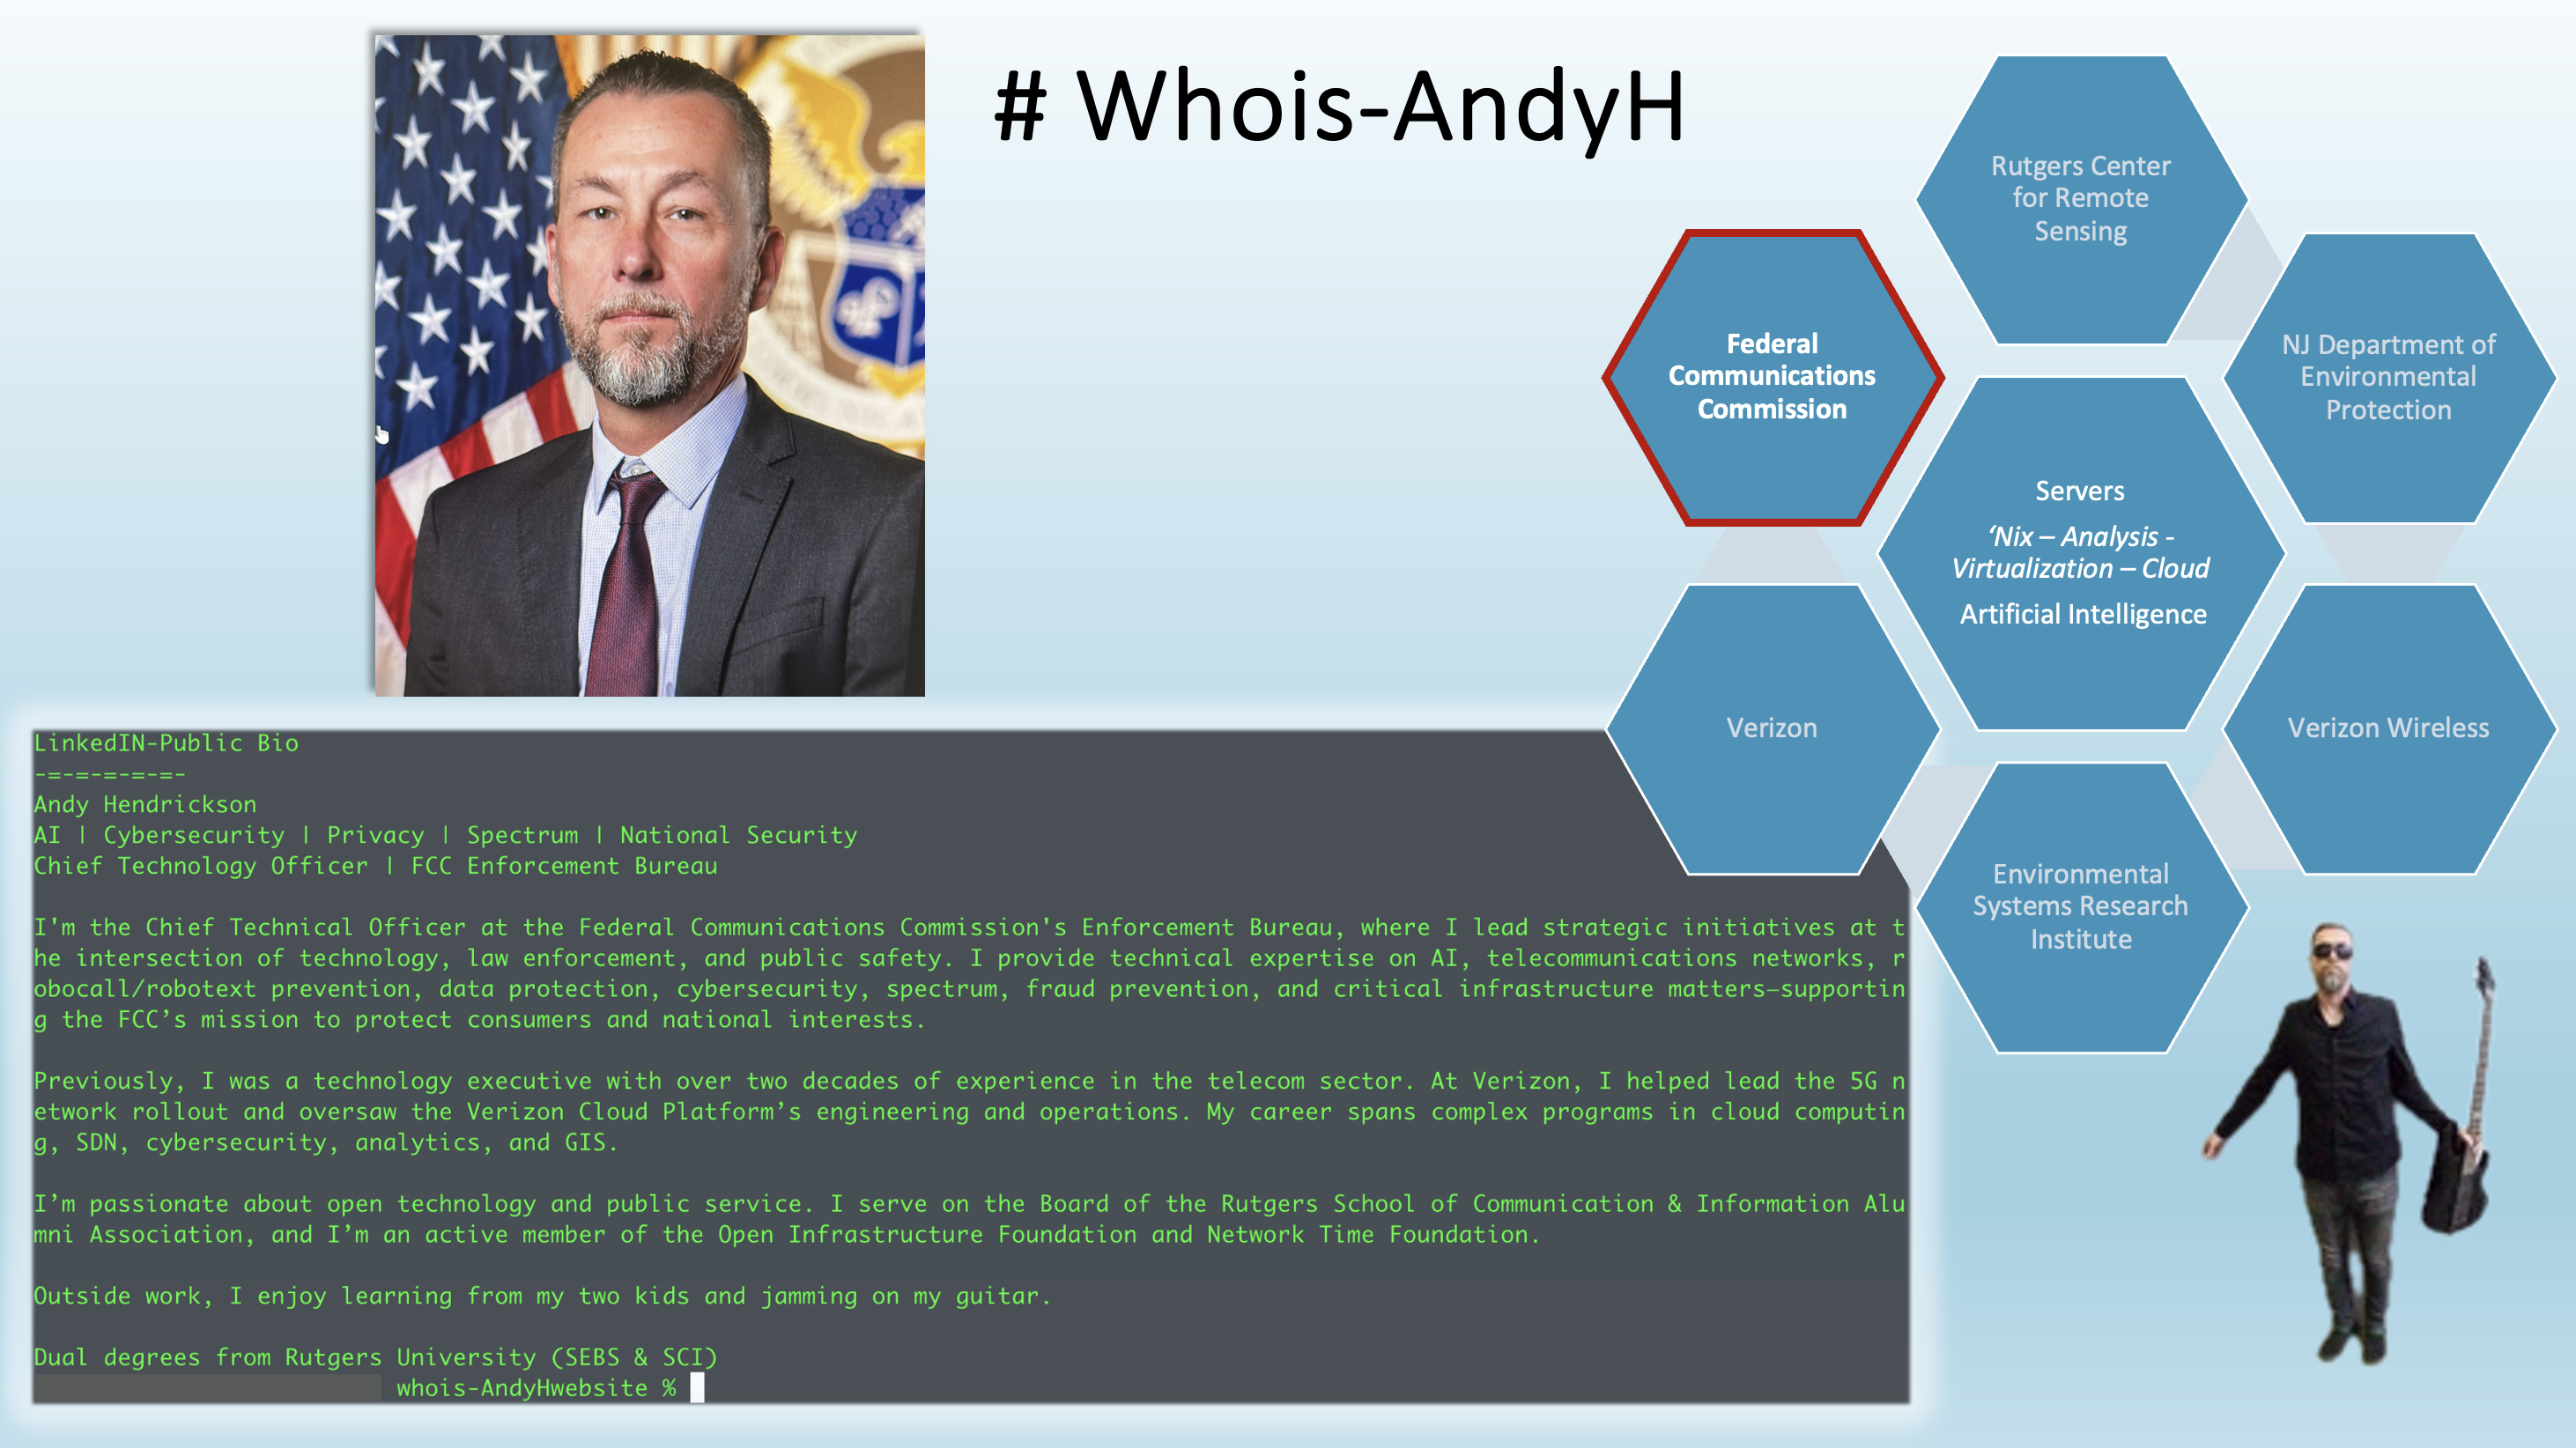 # Whois-AndyH
Rutgers Center
for Remote
Sensing
Federal
Communications
Commission
NJ Department of
Environmental
Protection
Servers
‘Nix – Analysis -
Virtualization – Cloud
Artificial Intelligence
Verizon
Verizon Wireless
Environmental
Systems Research
Institute
LinkedIN-Public Bio
-=-=-=-=-=-
Andy Hendrickson
AI | Cybersecurity | Privacy | Spectrum | National Security
Chief Technology Officer | FCC Enforcement Bureau
I'm the Chief Technical Officer at the Federal Communications Commission's Enforcement Bureau, where I lead strategic initiatives at t
he intersection of technology, law enforcement, and public safety. I provide technical expertise on AI, telecommunications networks, r
obocall/robotext prevention, data protection, cybersecurity, spectrum, fraud prevention, and critical infrastructure matters—supportin
g the FCC’s mission to protect consumers and national interests.
Previously, I was a technology executive with over two decades of experience in the telecom sector. At Verizon, I helped lead the 5G n
etwork rollout and oversaw the Verizon Cloud Platform’s engineering and operations. My career spans complex programs in cloud computin
g, SDN, cybersecurity, analytics, and GIS.
I’m passionate about open technology and public service. I serve on the Board of the Rutgers School of Communication & Information Alu
mni Association, and I’m an active member of the Open Infrastructure Foundation and Network Time Foundation.
Outside work, I enjoy learning from my two kids and jamming on my guitar.
Dual degrees from Rutgers University (SEBS & SCI)
whois-AndyHwebsite %